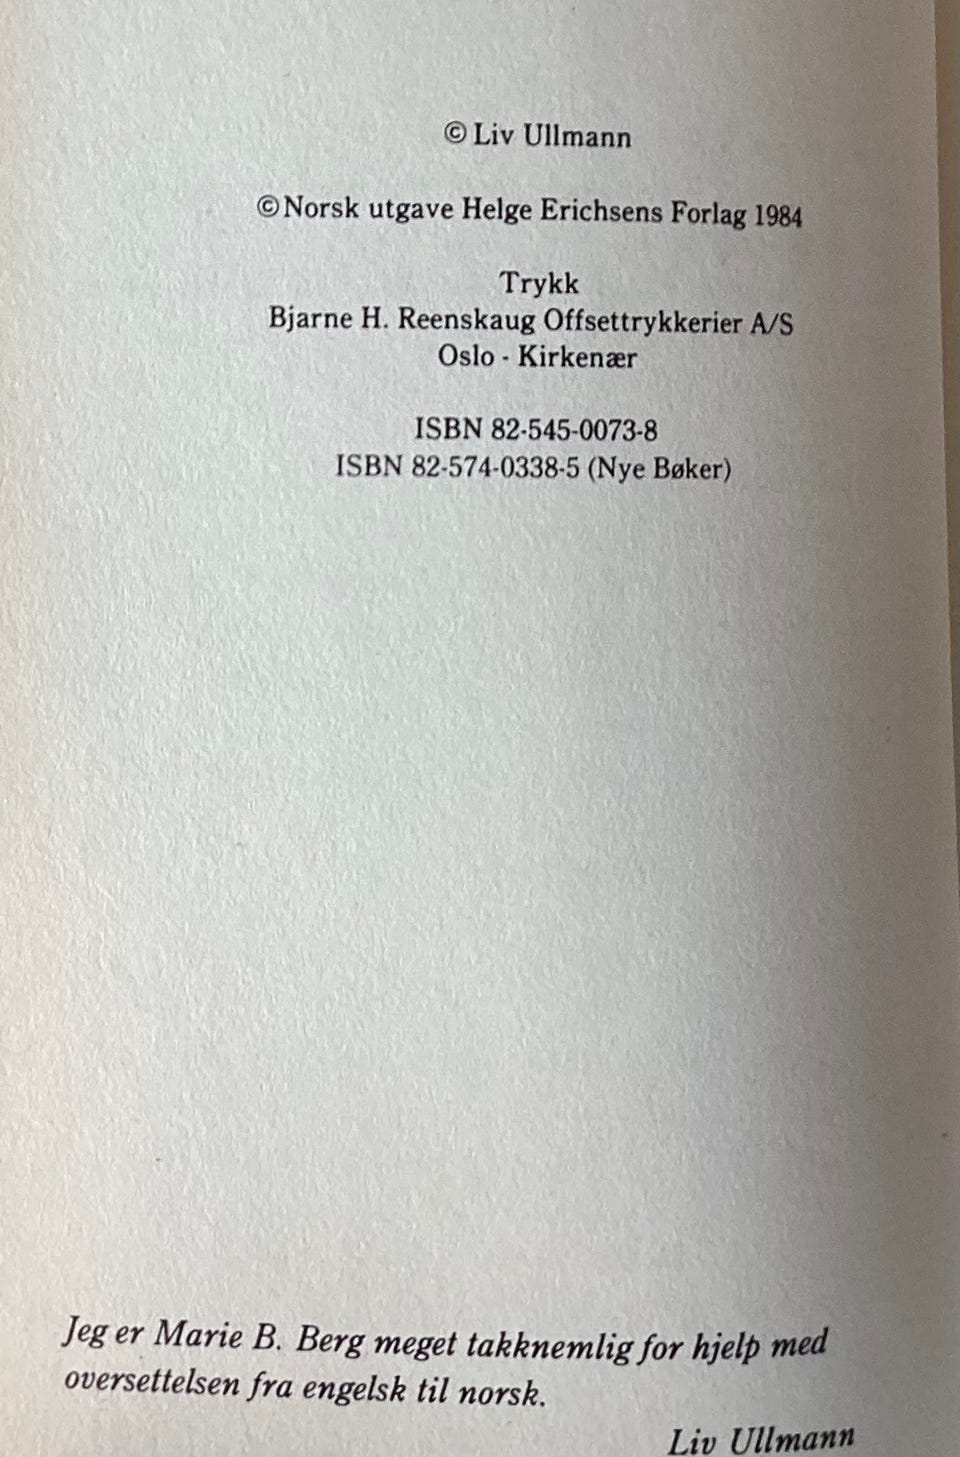 © Liv Ullmann
© Norsk utgave Helge Erichsens Forlag 1984
Trykk
Bjarne H. Reenskaug Offsettrykkerier A/S
Oslo - Kirkenær
ISBN 82-545-0073-8
ISBN 82-574-0338-5 (Nye Bøker)
Jeg er Marie B. Berg meget takknemlig for hjelp med
oversettelsen fra engelsk til norsk.
Liv Ullmann